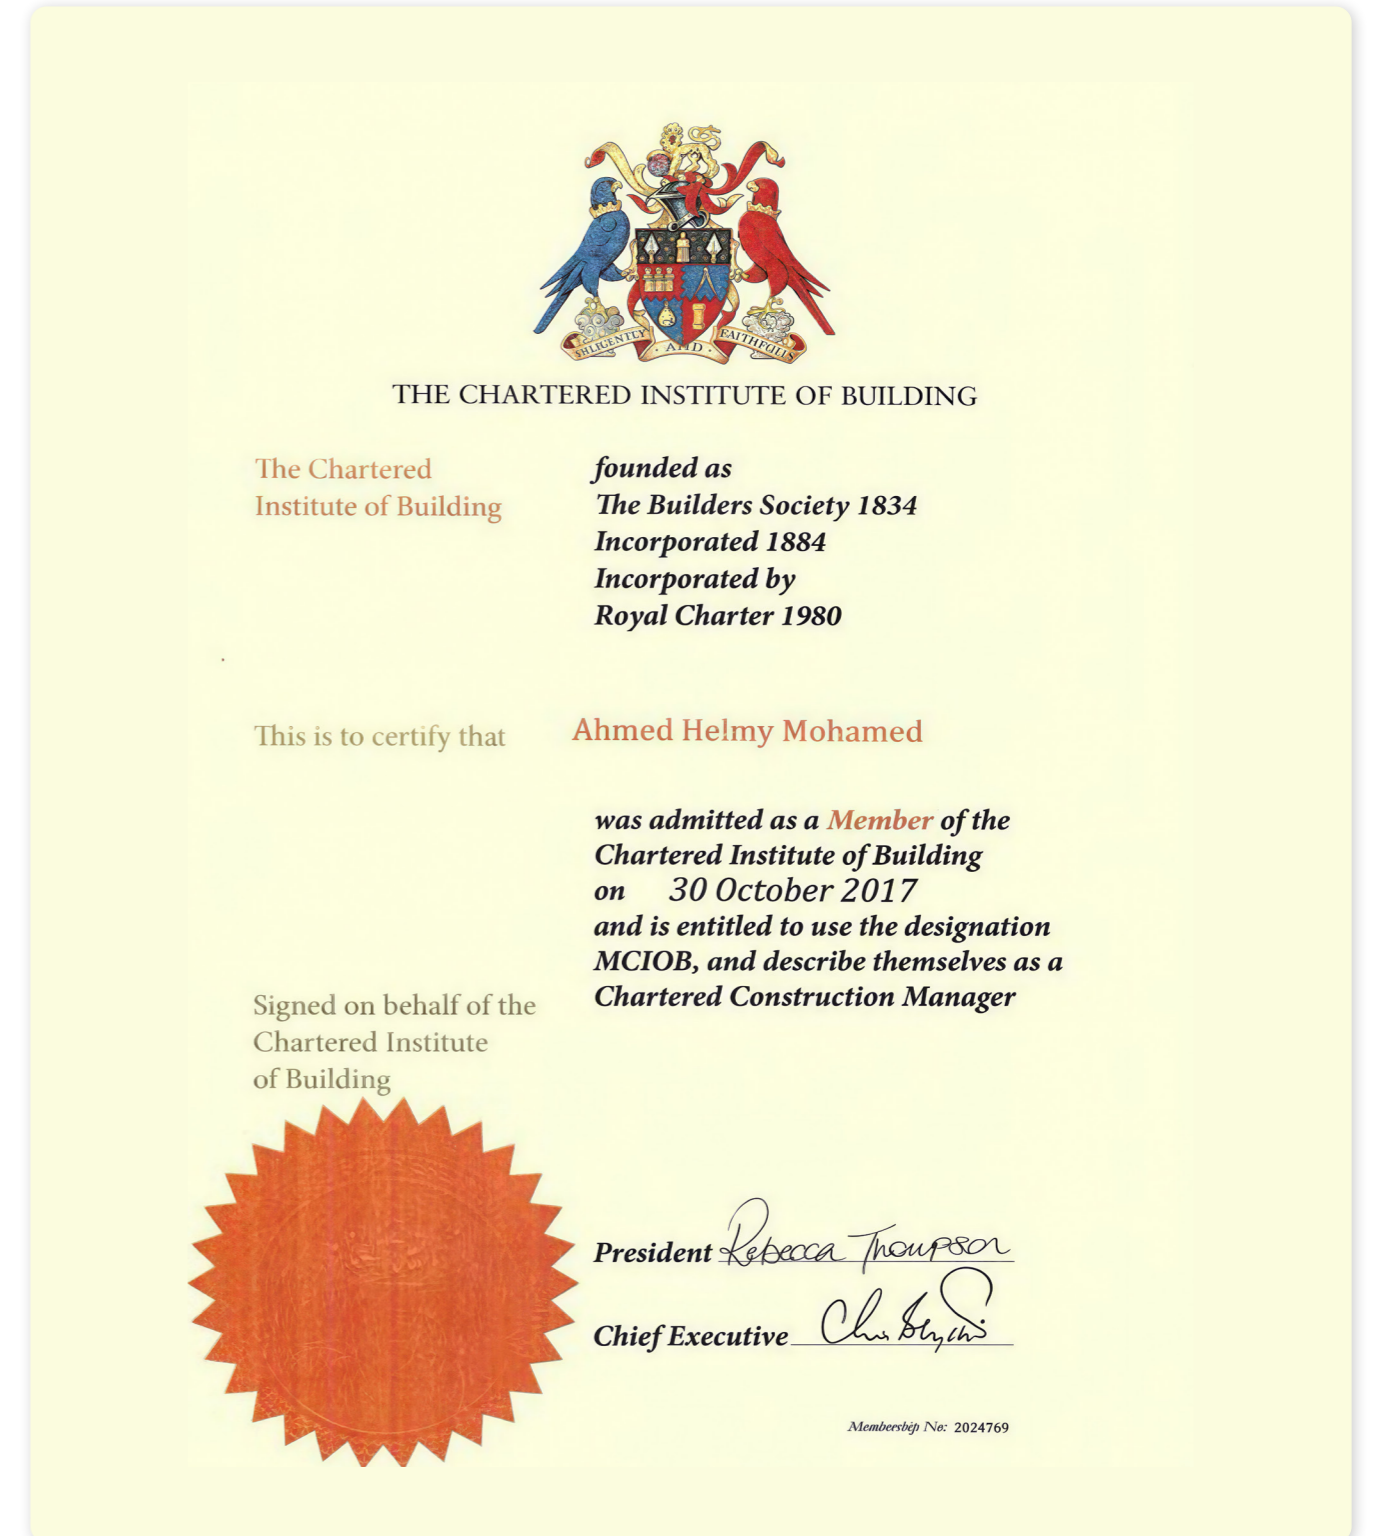 SHLIGENTLY · AND · FAITHFULIS
THE CHARTERED INSTITUTE OF BUILDING
The Chartered
Institute of Building
founded as
The Builders Society 1834
Incorporated 1884
Incorporated by
Royal Charter 1980
This is to certify that
Ahmed Helmy Mohamed
was admitted as a Member of the
Chartered Institute of Building
on 30 October 2017
and is entitled to use the designation
MCIOB, and describe themselves as a
Chartered Construction Manager
Signed on behalf of the
Chartered Institute
of Building
President Rebecca Thompson
Chief Executive
Membership No: 2024769